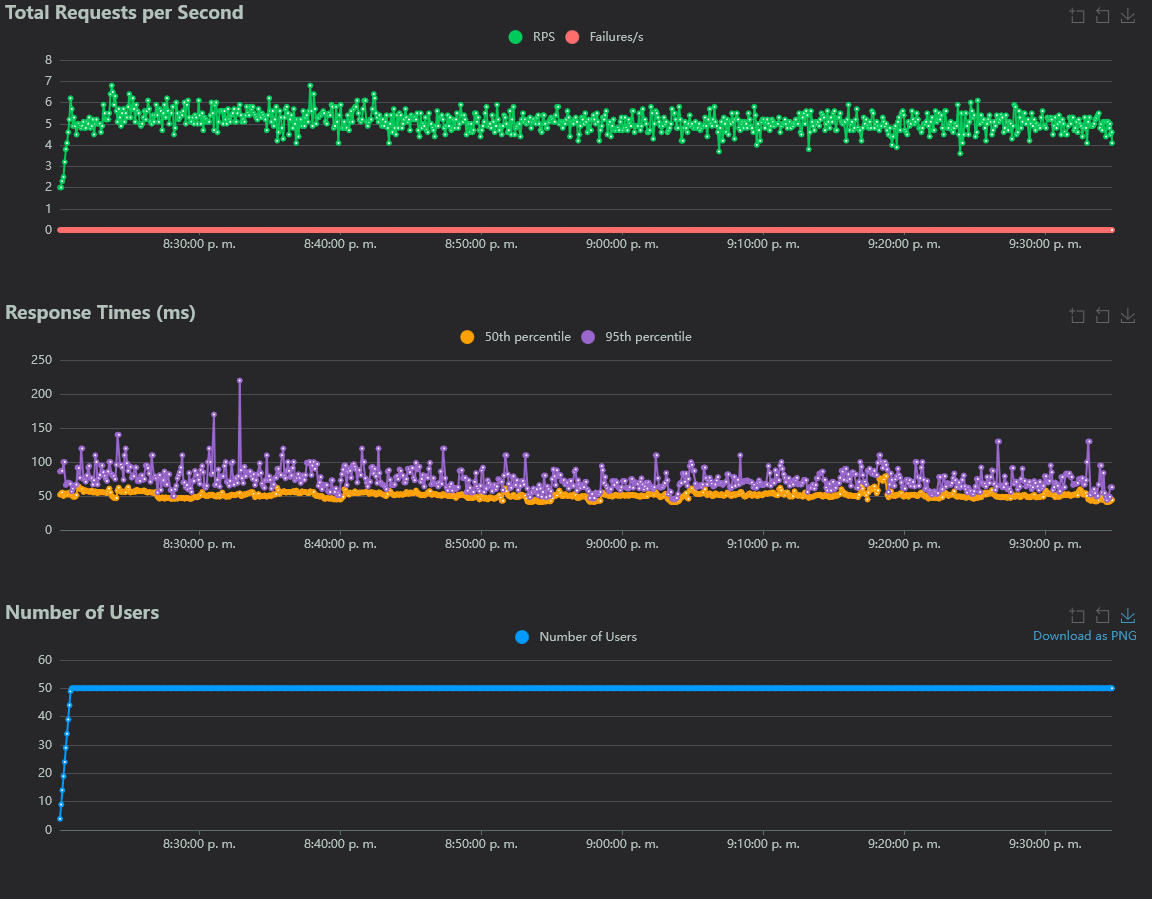 Total Requests per Second
RPS Failures/s
8
7
6
5
4
3
2
1
0
8:30:00 p. m. 8:40:00 p. m. 8:50:00 p. m. 9:00:00 p. m. 9:10:00 p. m. 9:20:00 p. m. 9:30:00 p. m.
Response Times (ms)
50th percentile 95th percentile
250
200
150
100
50
0
8:30:00 p. m. 8:40:00 p. m. 8:50:00 p. m. 9:00:00 p. m. 9:10:00 p. m. 9:20:00 p. m. 9:30:00 p. m.
Number of Users
Number of Users Download as PNG
60
50
40
30
20
10
0
8:30:00 p. m. 8:40:00 p. m. 8:50:00 p. m. 9:00:00 p. m. 9:10:00 p. m. 9:20:00 p. m. 9:30:00 p. m.